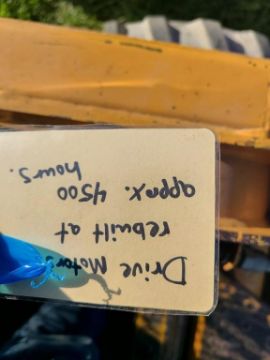 Drive Motors
rebuilt at
approx. 4500
hours.